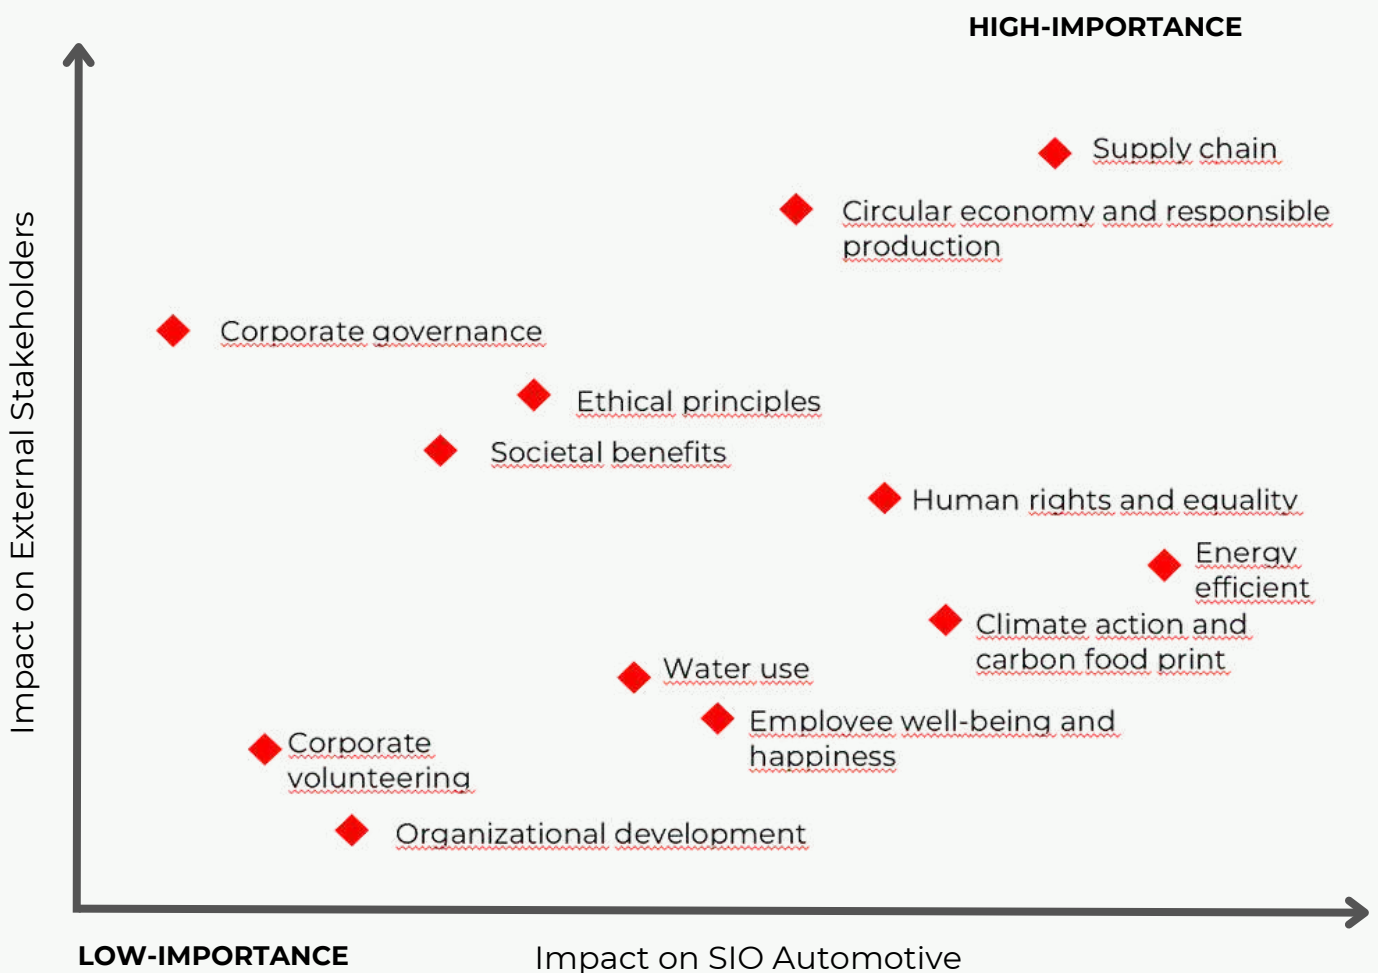 HIGH-IMPORTANCE
Supply chain
Circular economy and responsible
production
Corporate governance
Ethical principles
Societal benefits
Human rights and equality
Energy
efficient
Climate action and
carbon food print
Water use
Employee well-being and
happiness
Corporate
volunteering
Organizational development
Impact on External Stakeholders
LOW-IMPORTANCE
Impact on SIO Automotive